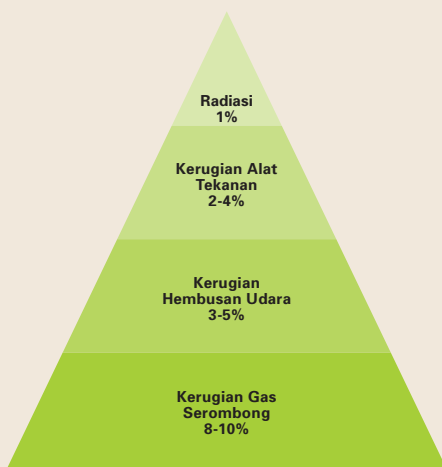 Radiasi
1%
Kerugian Alat
Tekanan
2-4%
Kerugian
Hembusan Udara
3-5%
Kerugian Gas
Serombong
8-10%